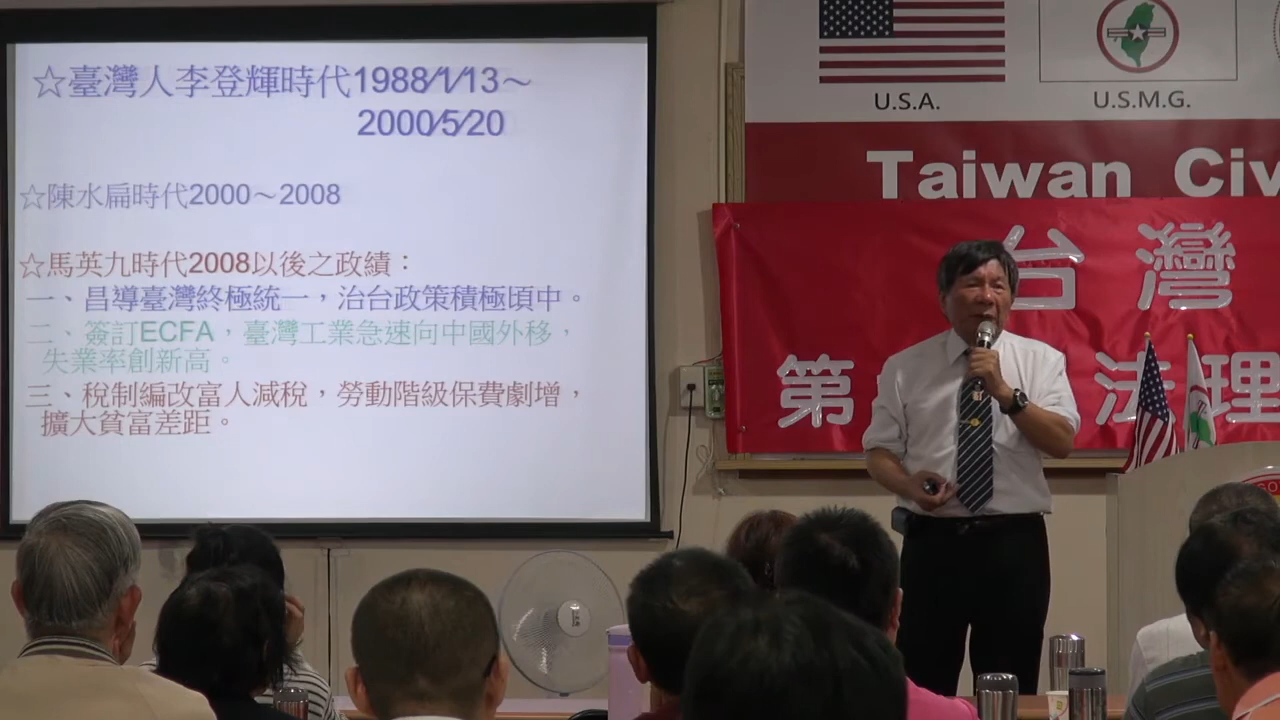 ☆臺灣人李登輝時代1988/1/13～
2000/5/20
☆陳水扁時代2000～2008
☆馬英九時代2008以後之政績：
一、昌導臺灣終極統一，治台政策積極頃中。
二、簽訂ECFA，臺灣工業急速向中國外移，
失業率創新高。
三、稅制編改富人減稅，勞動階級保費劇增，
擴大貧富差距。
U.S.A.
U.S.M.G.
Taiwan Civ
台灣
第 法理